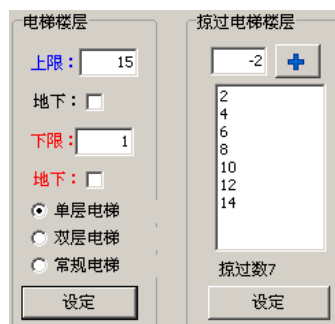 电梯楼层
上限：15
地下：
下限：1
地下：
单层电梯
双层电梯
常规电梯
设定
掠过电梯楼层
-2
2
4
6
8
10
12
14
掠过数7
设定